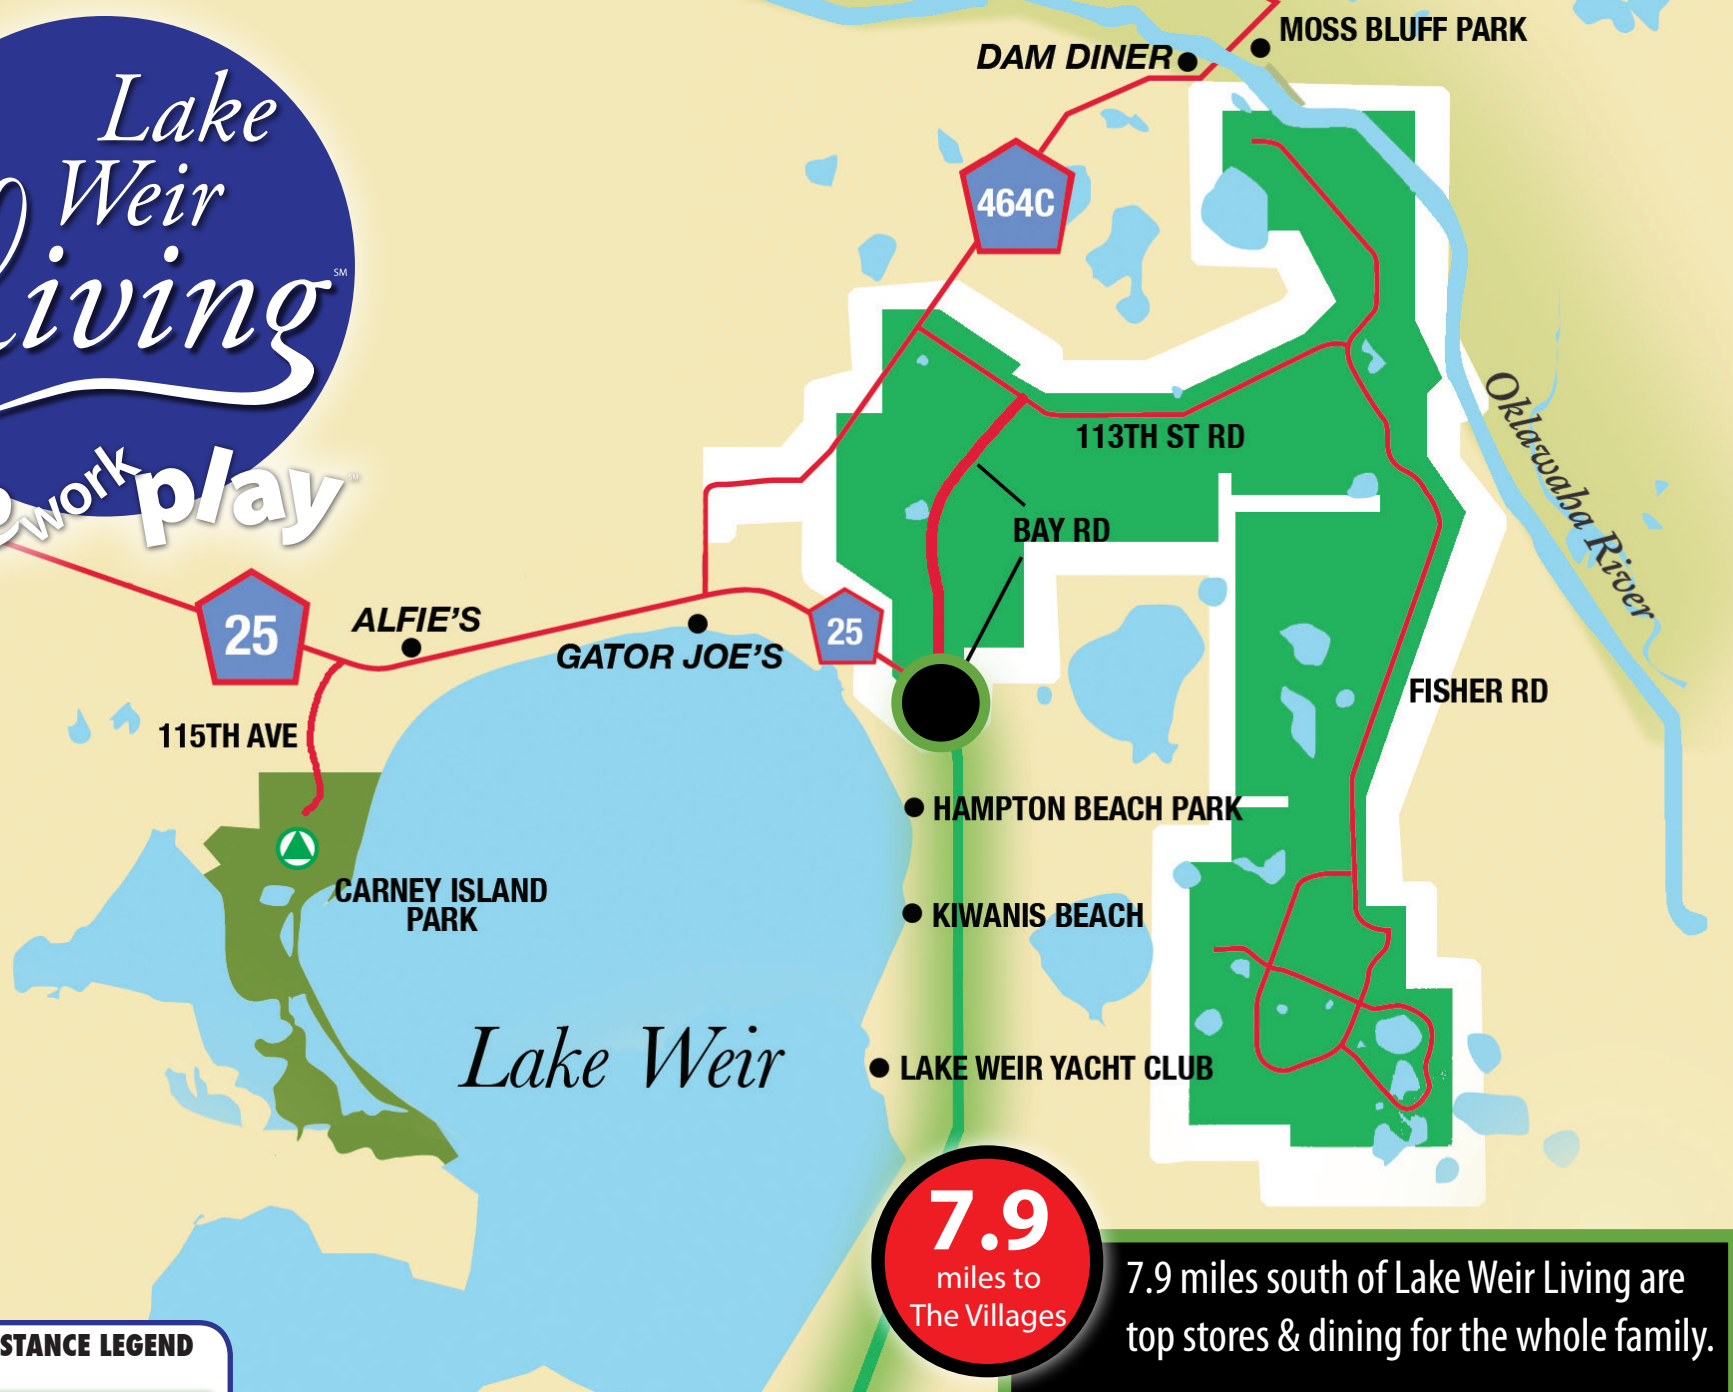 MOSS BLUFF PARK
DAM DINER
Lake
Weir
living℠
work play
464C
113TH ST RD
BAY RD
Oklawaha River
25
ALFIE'S
GATOR JOE'S
25
115TH AVE
FISHER RD
HAMPTON BEACH PARK
CARNEY ISLAND
PARK
KIWANIS BEACH
Lake Weir
LAKE WEIR YACHT CLUB
7.9
miles to
The Villages
7.9 miles south of Lake Weir Living are
top stores & dining for the whole family.
STANCE LEGEND